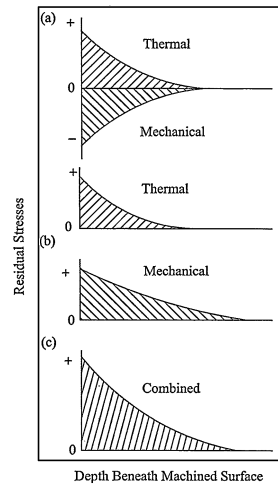 (a)
+
Thermal
0
Mechanical
−
+
Thermal
0
(b)
Mechanical
+
0
(c)
+
Combined
0
Residual Stresses
Depth Beneath Machined Surface